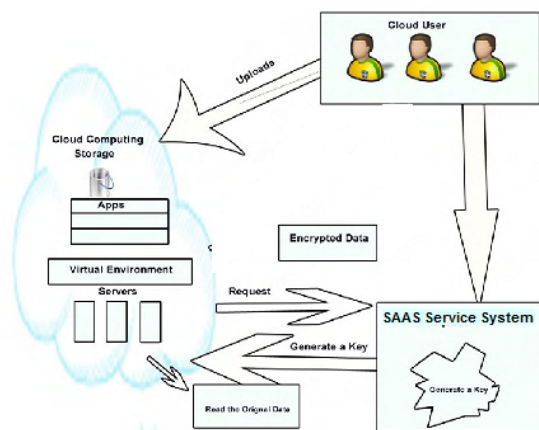 Cloud User
Uploads
Cloud Computing
Storage
Apps
Encrypted Data
Virtual Environment
Servers
Request
SAAS Service System
Generate a Key
Generate a Key
Read the Orignel Data